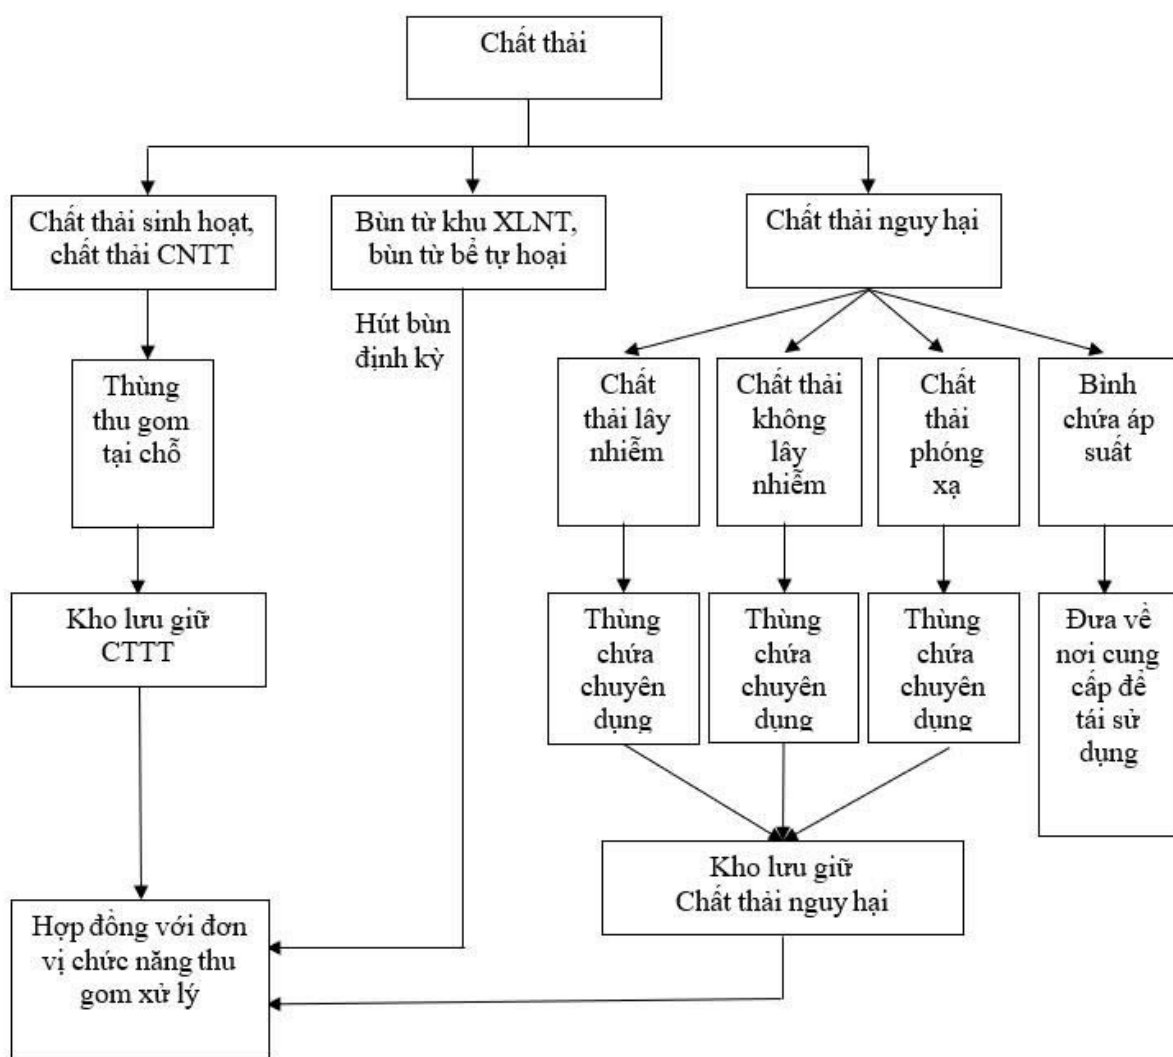 Chất thải
Chất thải sinh hoạt,
chất thải CNTT
Bùn từ khu XLNT,
bùn từ bể tự hoại
Chất thải nguy hại
Hút bùn
định kỳ
Thùng
thu gom
tại chỗ
Chất
thải lây
nhiễm
Chất thải
không
lây
nhiễm
Chất
thải
phóng
xạ
Bình
chứa áp
suất
Kho lưu giữ
CTTT
Thùng
chứa
chuyên
dụng
Thùng
chứa
chuyên
dụng
Thùng
chứa
chuyên
dụng
Đưa về
nơi cung
cấp để
tái sử
dụng
Kho lưu giữ
Chất thải nguy hại
Hợp đồng với đơn
vị chức năng thu
gom xử lý